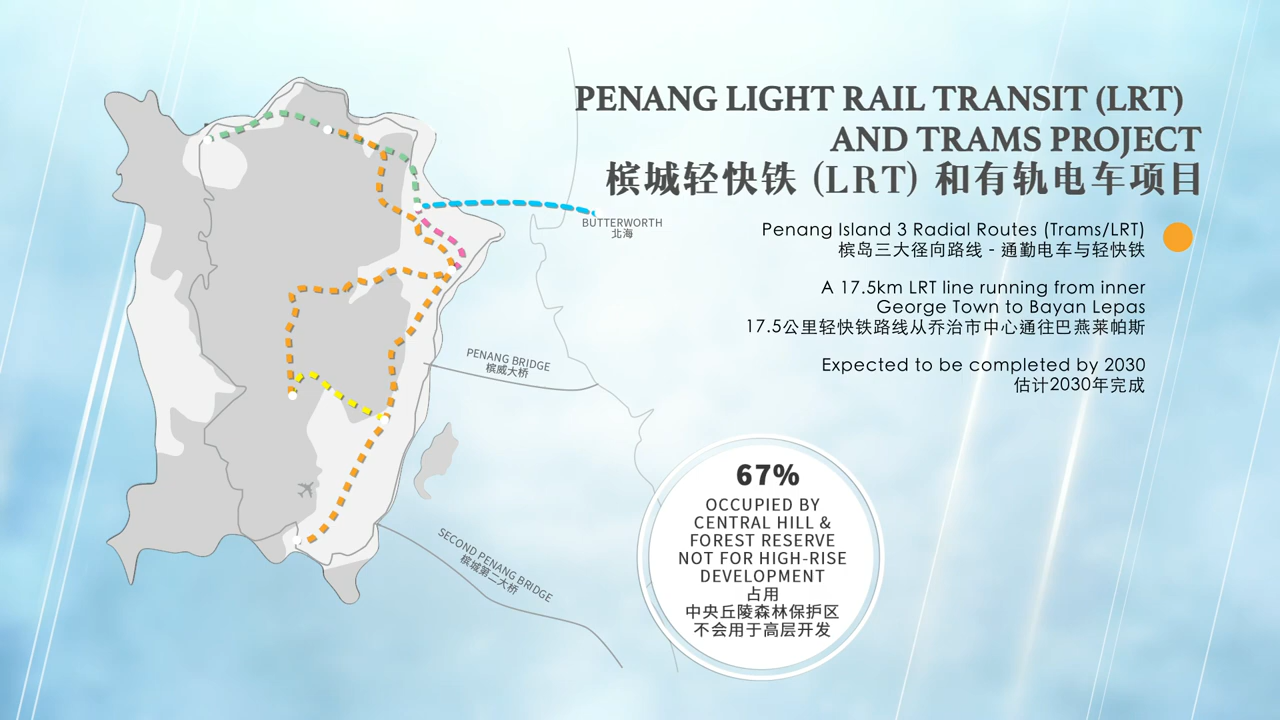 PENANG LIGHT RAIL TRANSIT (LRT)
AND TRAMS PROJECT
槟城轻快铁 (LRT) 和有轨电车项目
Penang Island 3 Radial Routes (Trams/LRT)
槟岛三大径向路线 - 通勤电车与轻快铁
A 17.5km LRT line running from inner
George Town to Bayan Lepas
17.5公里轻快铁路线从乔治市中心通往巴燕莱帕斯
Expected to be completed by 2030
估计2030年完成
BUTTERWORTH
北海
PENANG BRIDGE
槟威大桥
SECOND PENANG BRIDGE
槟城第二大桥
67%
OCCUPIED BY
CENTRAL HILL &
FOREST RESERVE
NOT FOR HIGH-RISE
DEVELOPMENT
占用
中央丘陵森林保护区
不会用于高层开发